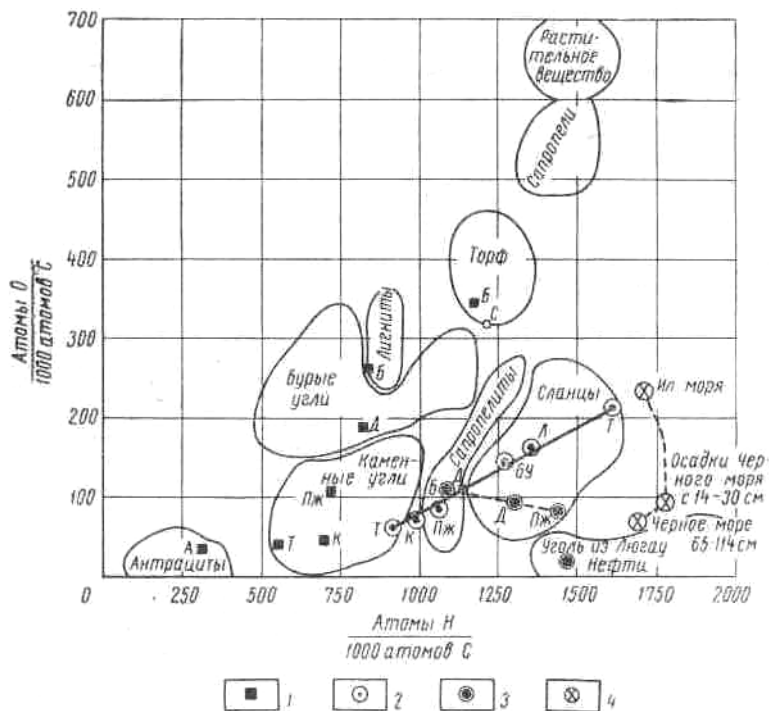 700
Расти-
тельное
вещество
600
Сапропели
500
400
Торф
Б
С
Атомы О
1000 атомов С
300
Лигниты
Б
Бурые
угли
Сапропелиты
Сланцы
Ил моря
200
Д
Л
Т
БУ
Камен-
ные угли
Осадки Чер-
ного моря
с 14-30 см
Пж
Б
Д
100
Д
Пж
Т
К
Пж
Черное море
65-114 см
Т
К
А
Антрациты
Уголь из Люгау
Нефти
0
250
500
750
1000
1250
1500
1750
2000
Атомы Н
1000 атомов С
1
2
3
4